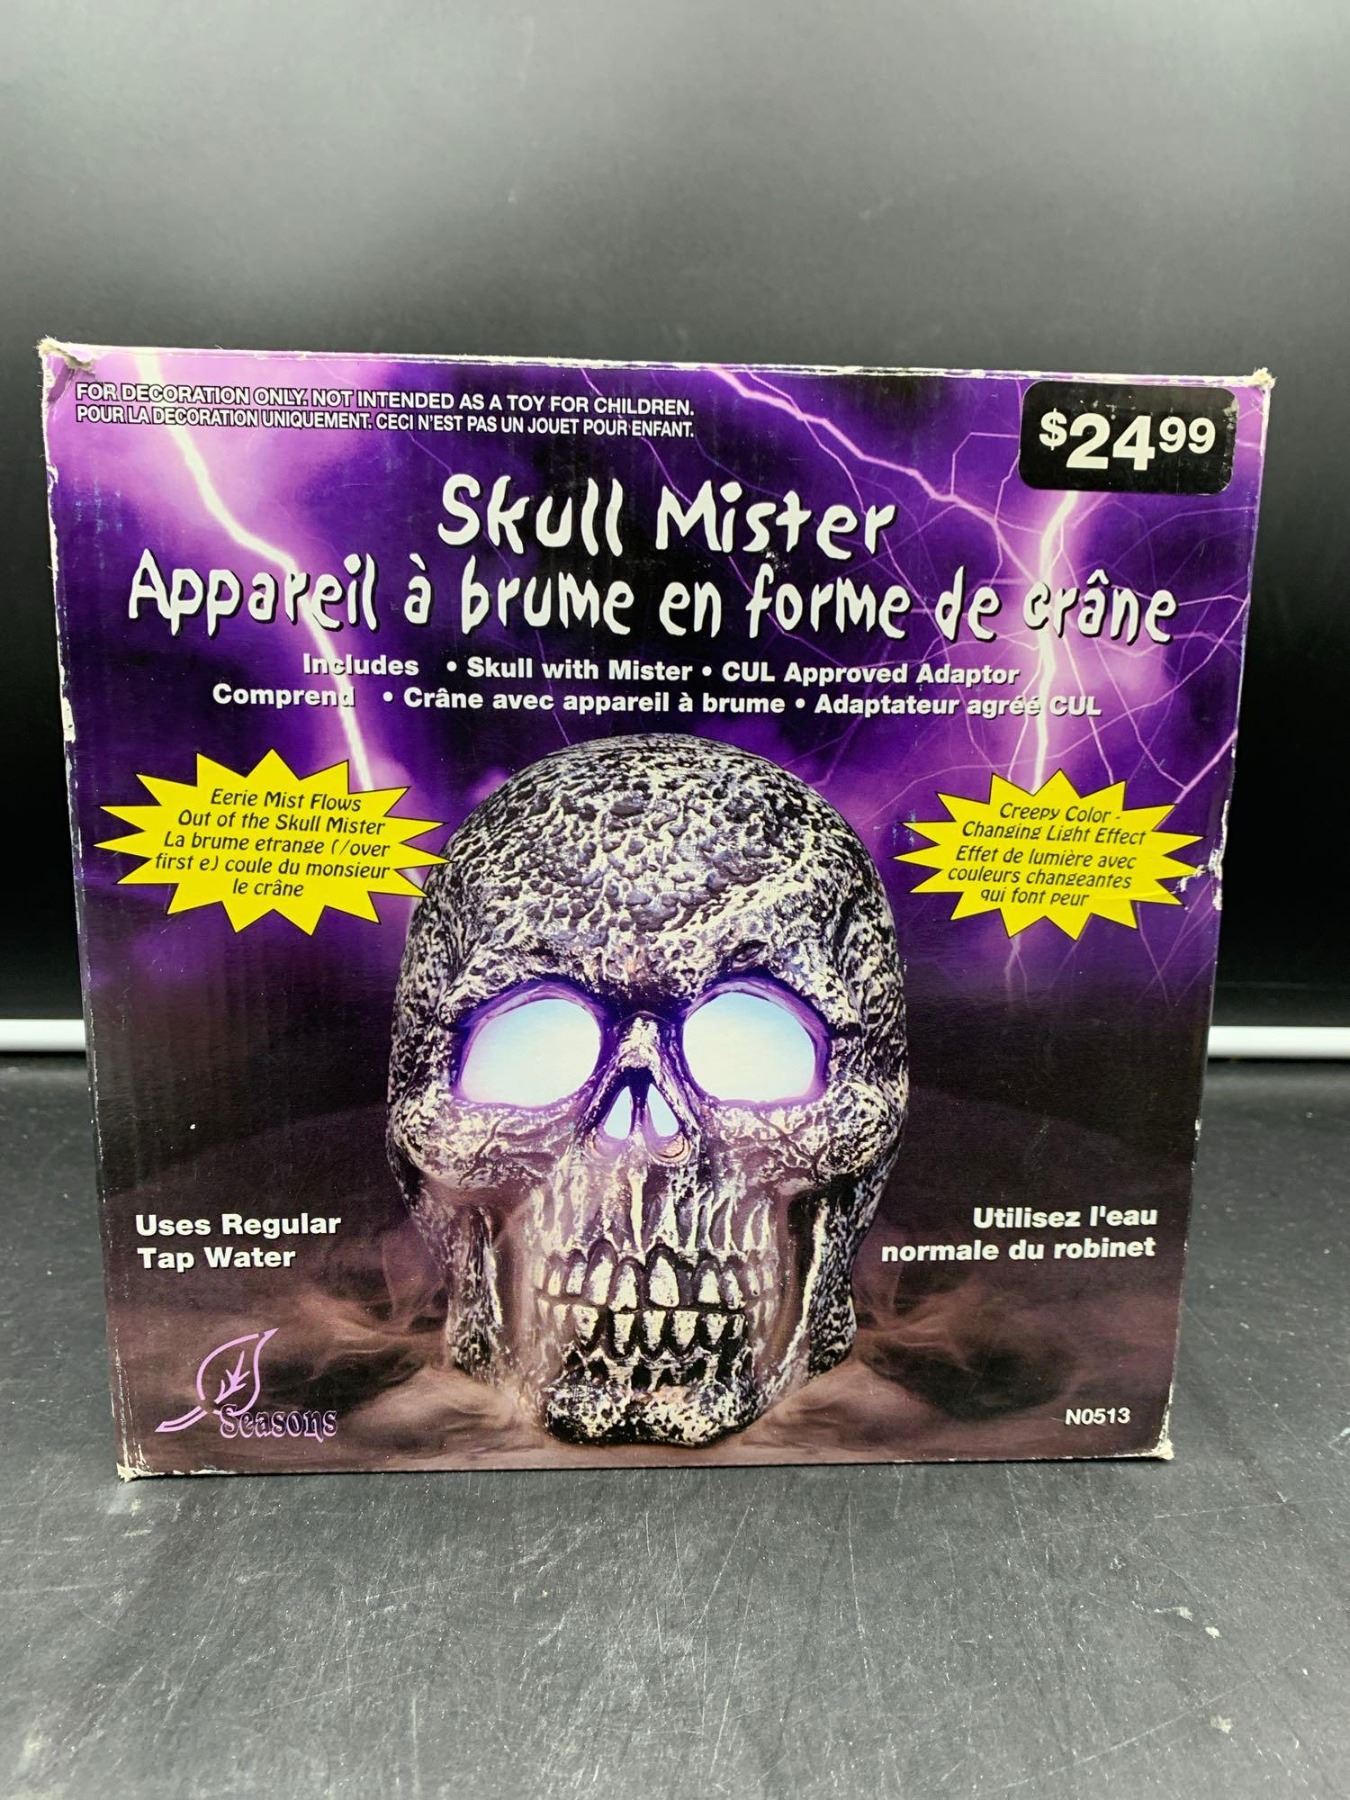 FOR DECORATION ONLY. NOT INTENDED AS A TOY FOR CHILDREN.
POUR LA DECORATION UNIQUEMENT. CECI N'EST PAS UN JOUET POUR ENFANT.
$24.99
Skull Mister
Appareil à brume en forme de crâne
Includes • Skull with Mister • CUL Approved Adaptor
Comprend • Crâne avec appareil à brume • Adaptateur agréé CUL
Eerie Mist Flows
Out of the Skull Mister
La brume etrange (/over
first e) coule du monsieur
le crâne
Creepy Color -
Changing Light Effect
Effet de lumière avec
couleurs changeantes
qui font peur
Uses Regular
Tap Water
Utilisez l'eau
normale du robinet
Seasons
N0513